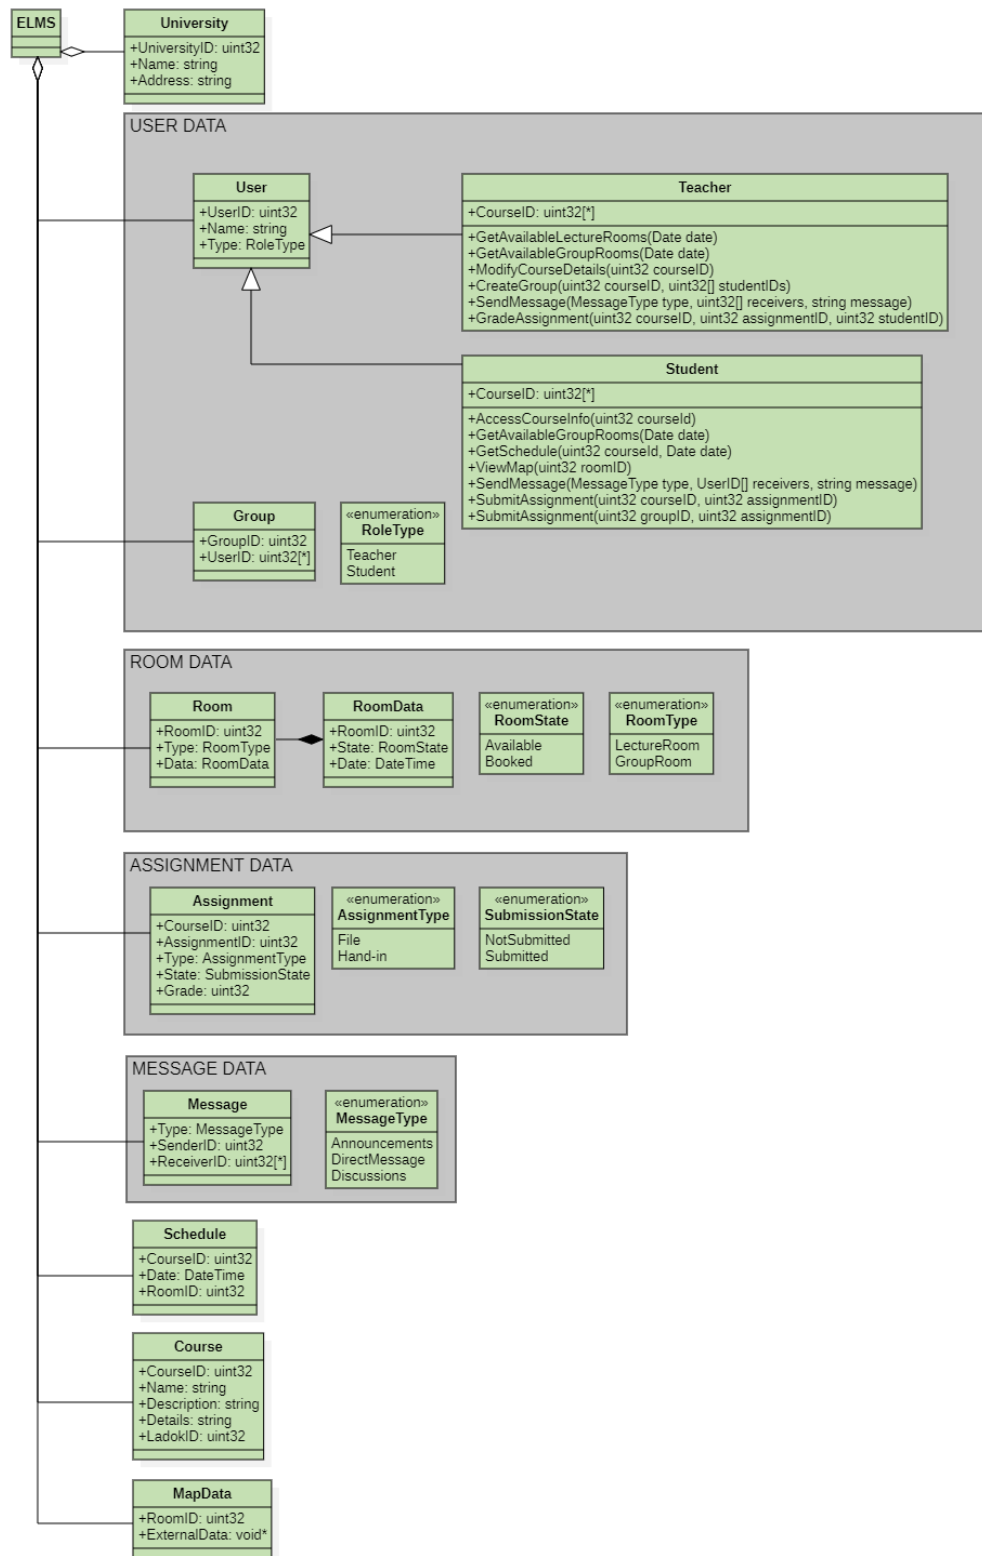 ELMS
University
+UniversityID: uint32
+Name: string
+Address: string
USER DATA
User
+UserID: uint32
+Name: string
+Type: RoleType
Teacher
+CourseID: uint32[*]
+GetAvailableLectureRooms(Date date)
+GetAvailableGroupRooms(Date date)
+ModifyCourseDetails(uint32 courseID)
+CreateGroup(uint32 courseID, uint32[] studentIDs)
+SendMessage(MessageType type, uint32[] receivers, string message)
+GradeAssignment(uint32 courseID, uint32 assignmentID, uint32 studentID)
Student
+CourseID: uint32[*]
+AccessCourseInfo(uint32 courseId)
+GetAvailableGroupRooms(Date date)
+GetSchedule(uint32 courseId, Date date)
+ViewMap(uint32 roomID)
+SendMessage(MessageType type, UserID[] receivers, string message)
+SubmitAssignment(uint32 courseID, uint32 assignmentID)
+SubmitAssignment(uint32 groupID, uint32 assignmentID)
Group
+GroupID: uint32
+UserID: uint32[*]
«enumeration»
RoleType
Teacher
Student
ROOM DATA
Room
+RoomID: uint32
+Type: RoomType
+Data: RoomData
RoomData
+RoomID: uint32
+State: RoomState
+Date: DateTime
«enumeration»
RoomState
Available
Booked
«enumeration»
RoomType
LectureRoom
GroupRoom
ASSIGNMENT DATA
Assignment
+CourseID: uint32
+AssignmentID: uint32
+Type: AssignmentType
+State: SubmissionState
+Grade: uint32
«enumeration»
AssignmentType
File
Hand-in
«enumeration»
SubmissionState
NotSubmitted
Submitted
MESSAGE DATA
Message
+Type: MessageType
+SenderID: uint32
+ReceiverID: uint32[*]
«enumeration»
MessageType
Announcements
DirectMessage
Discussions
Schedule
+CourseID: uint32
+Date: DateTime
+RoomID: uint32
Course
+CourseID: uint32
+Name: string
+Description: string
+Details: string
+LadokID: uint32
MapData
+RoomID: uint32
+ExternalData: void*